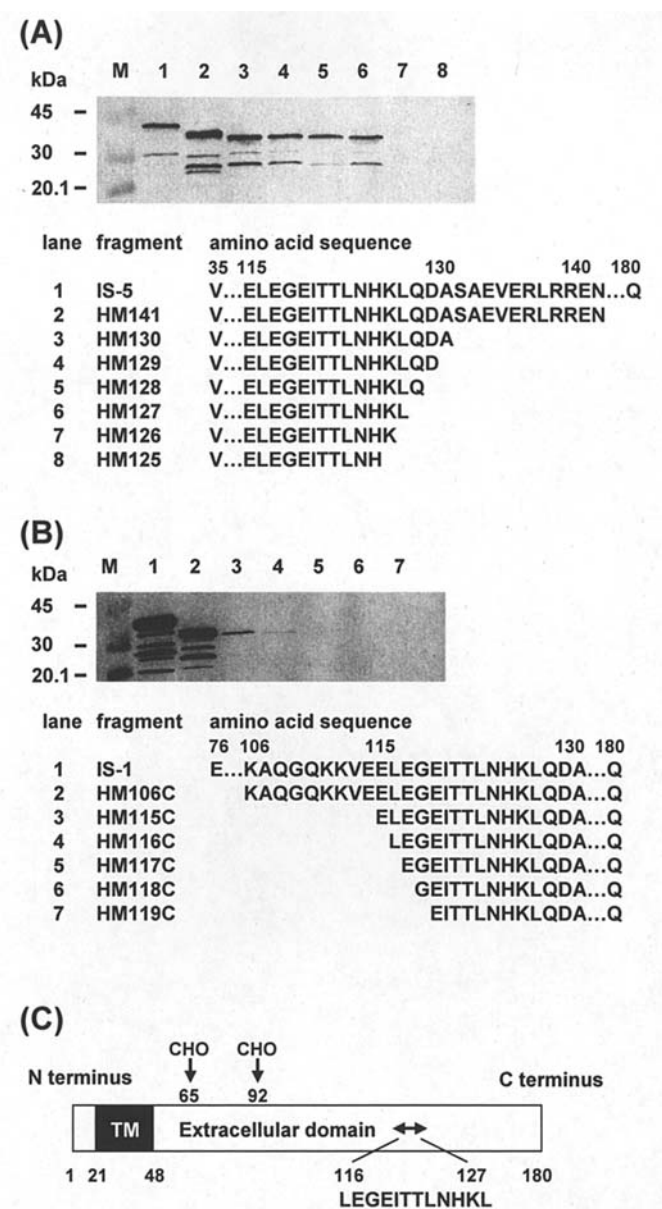 (A)
kDa M 1 2 3 4 5 6 7 8
45
30
20.1
lane fragment amino acid sequence
35 115 130 140 180
1 IS-5 V...ELEGEITTLNHKLQDASAEVERLRREN...Q
2 HM141 V...ELEGEITTLNHKLQDASAEVERLRREN
3 HM130 V...ELEGEITTLNHKLQDA
4 HM129 V...ELEGEITTLNHKLQD
5 HM128 V...ELEGEITTLNHKLQ
6 HM127 V...ELEGEITTLNHKL
7 HM126 V...ELEGEITTLNHK
8 HM125 V...ELEGEITTLNH
(B)
kDa M 1 2 3 4 5 6 7
45
30
20.1
lane fragment amino acid sequence
76 106 115 130 180
1 IS-1 E...KAQGQKKVEELEGEITTLNHKLQDA...Q
2 HM106C KAQGQKKVEELEGEITTLNHKLQDA...Q
3 HM115C ELEGEITTLNHKLQDA...Q
4 HM116C LEGEITTLNHKLQDA...Q
5 HM117C EGEITTLNHKLQDA...Q
6 HM118C GEITTLNHKLQDA...Q
7 HM119C EITTLNHKLQDA...Q
(C)
CHO CHO
N terminus C terminus
65 92
TM Extracellular domain
1 21 48 116 127 180
LEGEITTLNHKL